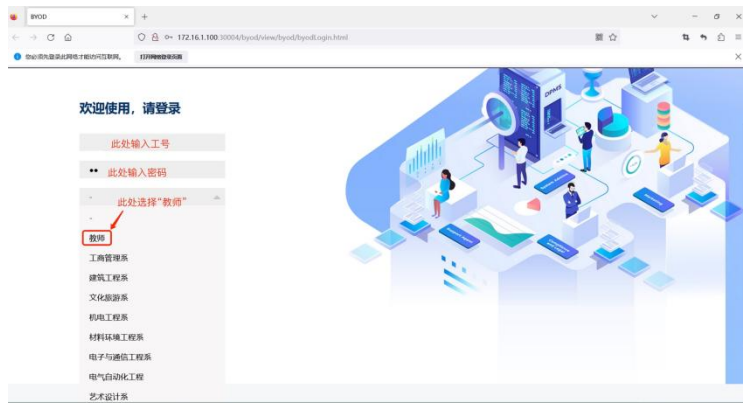 BYOD
172.16.1.100:30004/byod/view/byod/byodLogin.html
您必须先登录此网络才能访问互联网。 打开网络登录页面
欢迎使用，请登录
此处输入工号
此处输入密码
此处选择“教师”
教师
工商管理系
建筑工程系
文化旅游系
机电工程系
材料环境工程系
电子与通信工程系
电气自动化工程
艺术设计系
DPMS